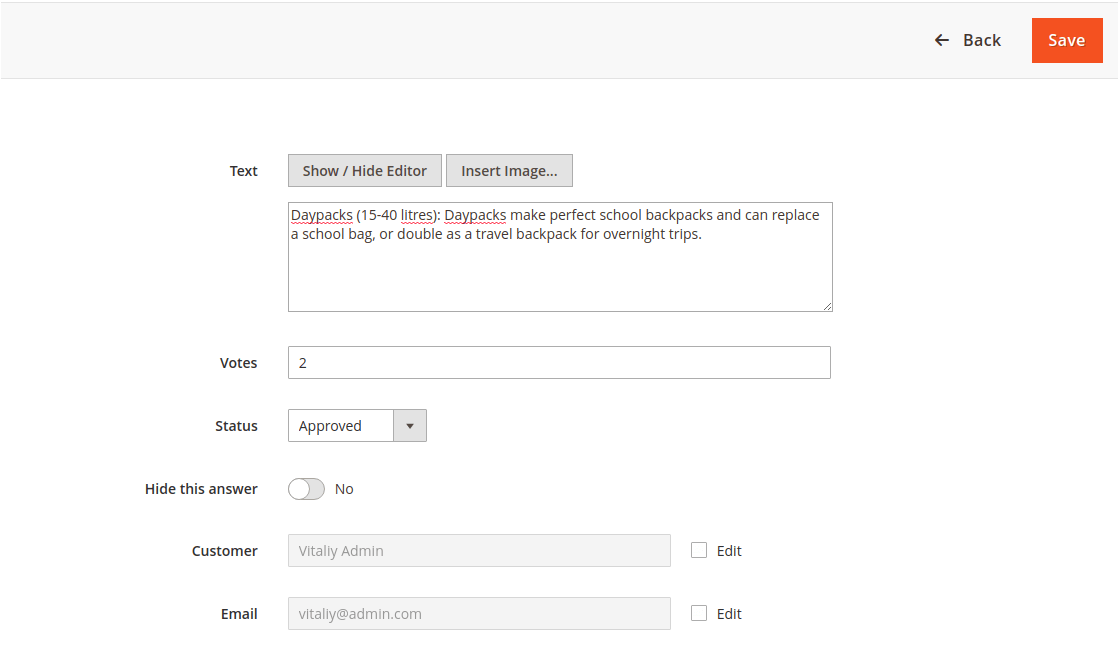 ← Back Save
Text Show / Hide Editor Insert Image...
Daypacks (15-40 litres): Daypacks make perfect school backpacks and can replace
a school bag, or double as a travel backpack for overnight trips.
Votes 2
Status Approved
Hide this answer No
Customer Vitaliy Admin Edit
Email vitaliy@admin.com Edit